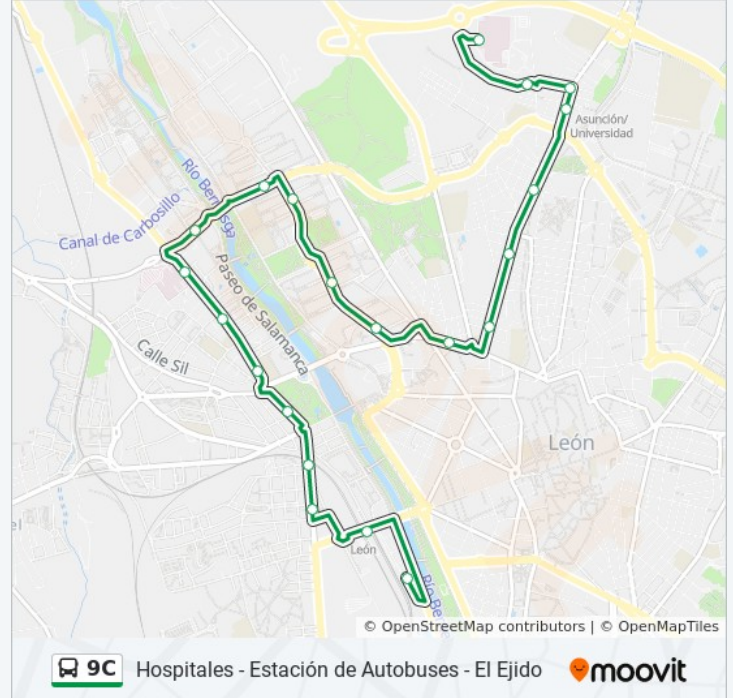 Asunción/
Universidad
Río Bernesga
Canal de Carbosillo
Paseo de Salamanca
Calle Sil
León
el
León
Río Be
© OpenStreetMap contributors | © OpenMapTiles
9C Hospitales - Estación de Autobuses - El Ejido moovit